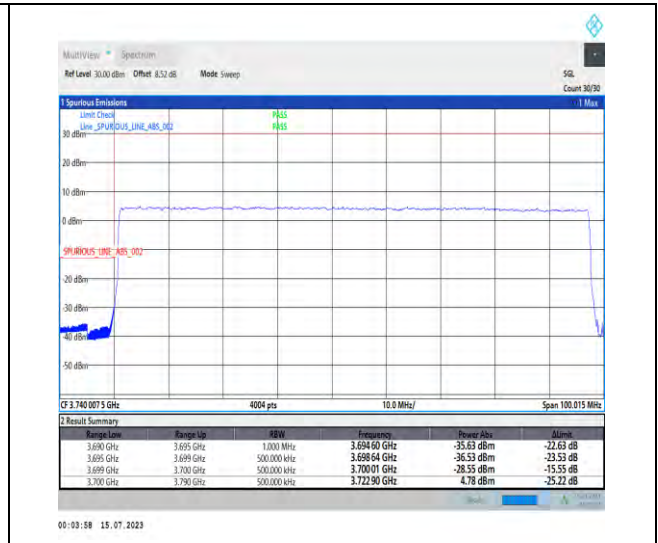 MultiView Spectrum
Ref Level 30.00 dBm Offset 8.52 dB Mode Sweep SGL
Count 30/30
1 Spurious Emissions 1 Max
Limit Check PASS
Line _SPURIOUS_LINE_ABS_002 PASS
30 dBm
20 dBm
10 dBm
0 dBm
_SPURIOUS_LINE_ABS_002
-20 dBm
-30 dBm
-40 dBm
-50 dBm
CF 3.740 007 5 GHz 4004 pts 10.0 MHz/ Span 100.015 MHz
2 Result Summary
Range Low Range Up RBW Frequency Power Abs ΔLimit
3.690 GHz 3.695 GHz 1.000 MHz 3.694 60 GHz -35.63 dBm -22.63 dB
3.695 GHz 3.699 GHz 500.000 kHz 3.698 64 GHz -36.53 dBm -23.53 dB
3.699 GHz 3.700 GHz 500.000 kHz 3.700 01 GHz -28.55 dBm -15.55 dB
3.700 GHz 3.790 GHz 500.000 kHz 3.722 90 GHz 4.78 dBm -25.22 dB
00:03:58 15.07.2023